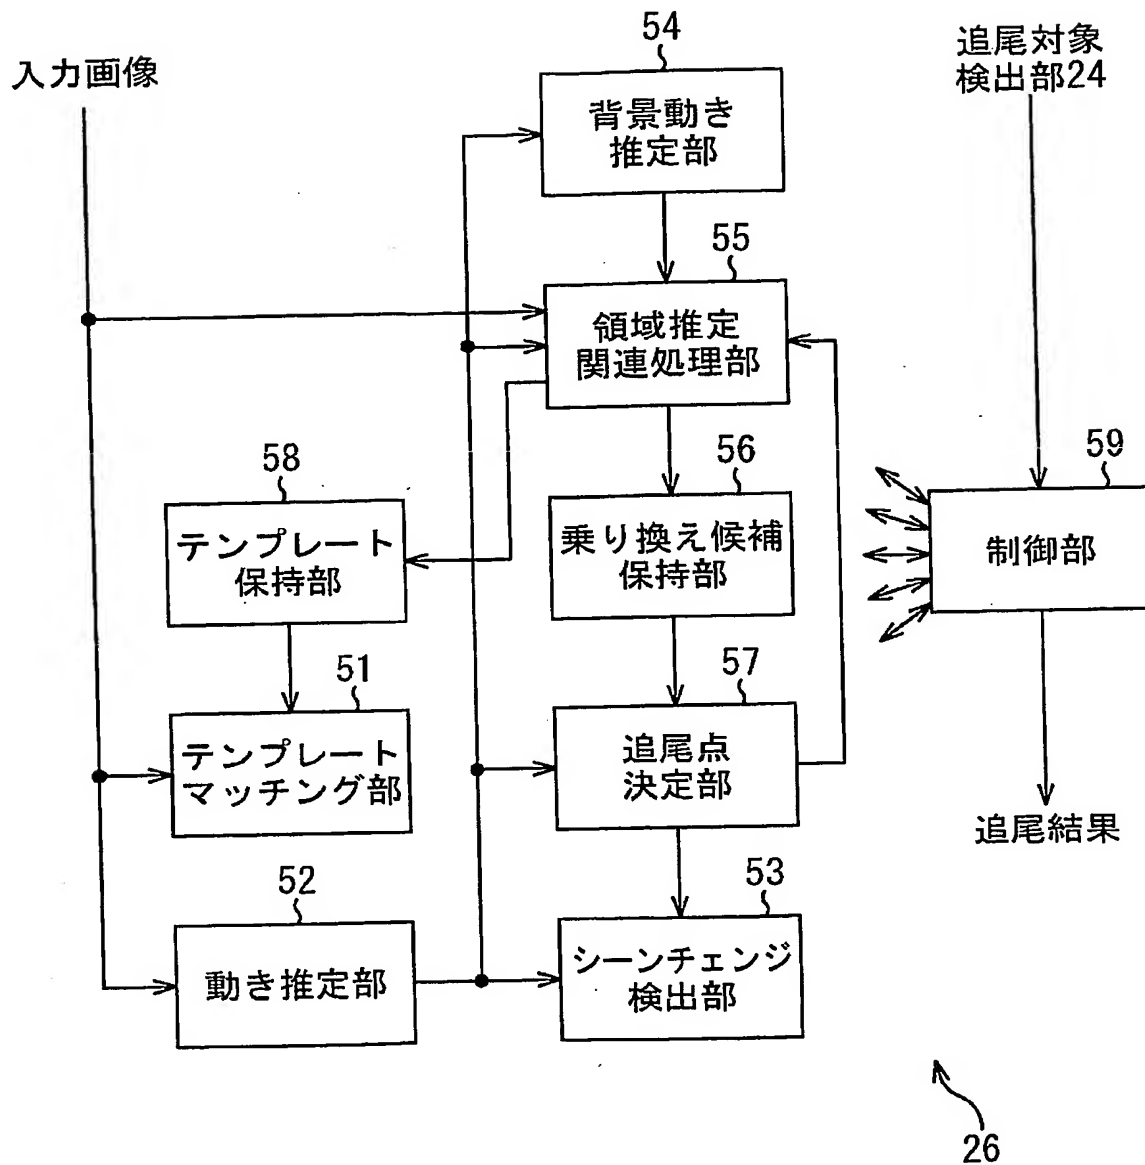 入力画像
54
背景動き
推定部
追尾対象
検出部24
55
領域推定
関連処理部
58
テンプレート
保持部
56
乗り換え候補
保持部
59
制御部
51
テンプレート
マッチング部
57
追尾点
決定部
追尾結果
52
動き推定部
53
シーンチェンジ
検出部
26